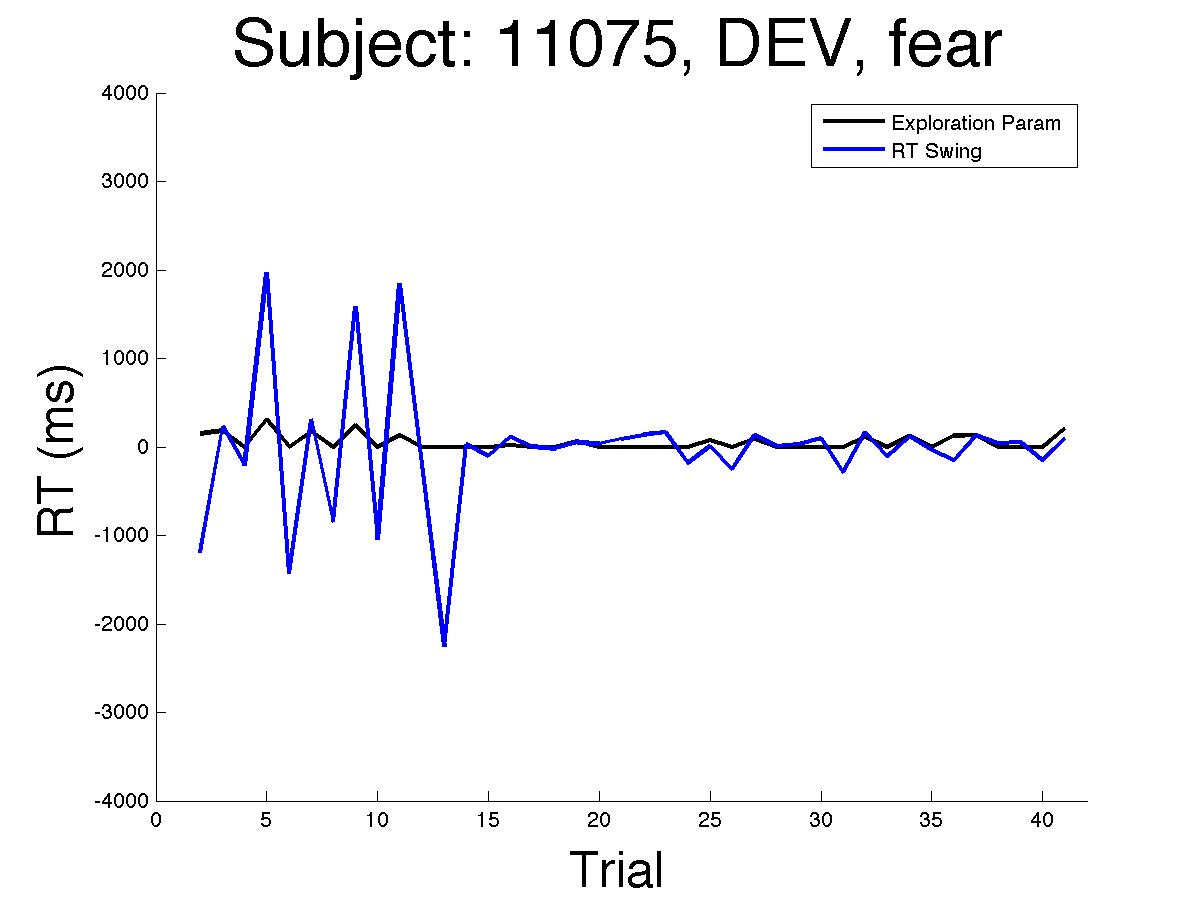 Subject: 11075, DEV, fear
4000
3000
2000
1000
0
-1000
-2000
-3000
-4000
RT (ms)
Exploration Param
RT Swing
0 5 10 15 20 25 30 35 40
Trial